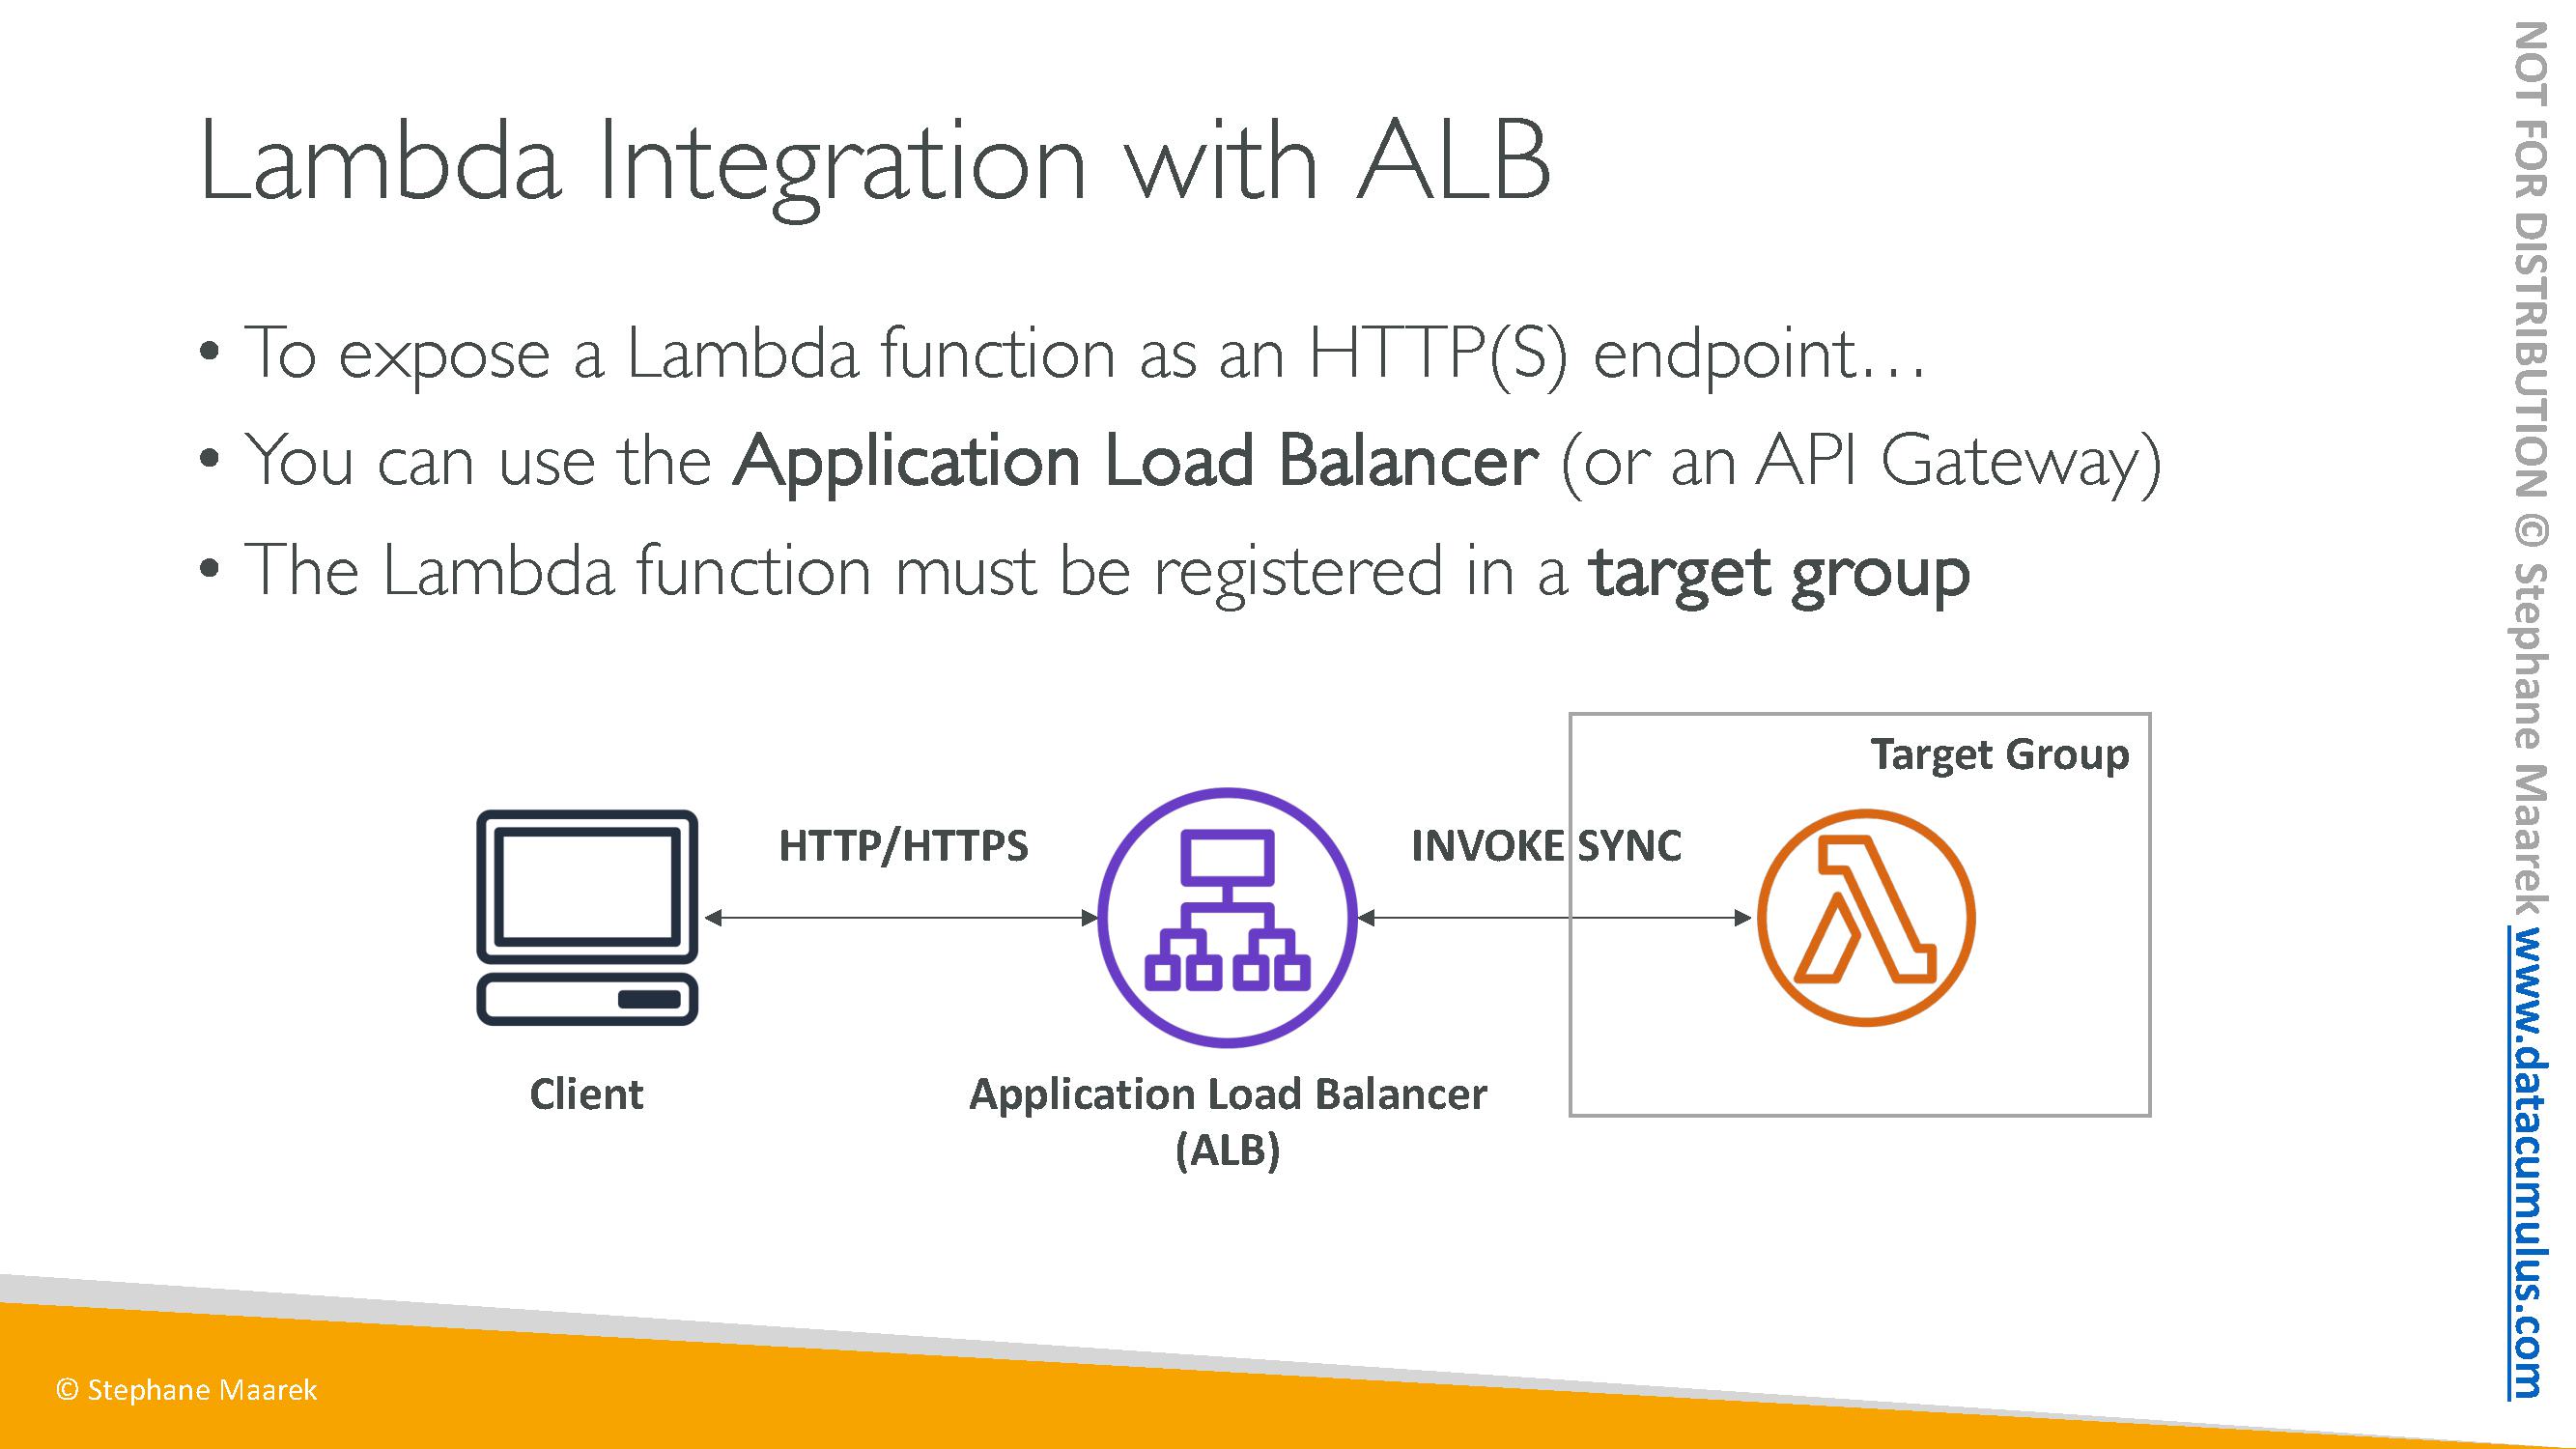 Lambda Integration with ALB
• To expose a Lambda function as an HTTP(S) endpoint…
• You can use the Application Load Balancer (or an API Gateway)
• The Lambda function must be registered in a target group
Target Group
HTTP/HTTPS
INVOKE SYNC
Client
Application Load Balancer
(ALB)
© Stephane Maarek
NOT FOR DISTRIBUTION © Stephane Maarek www.datacumulus.com